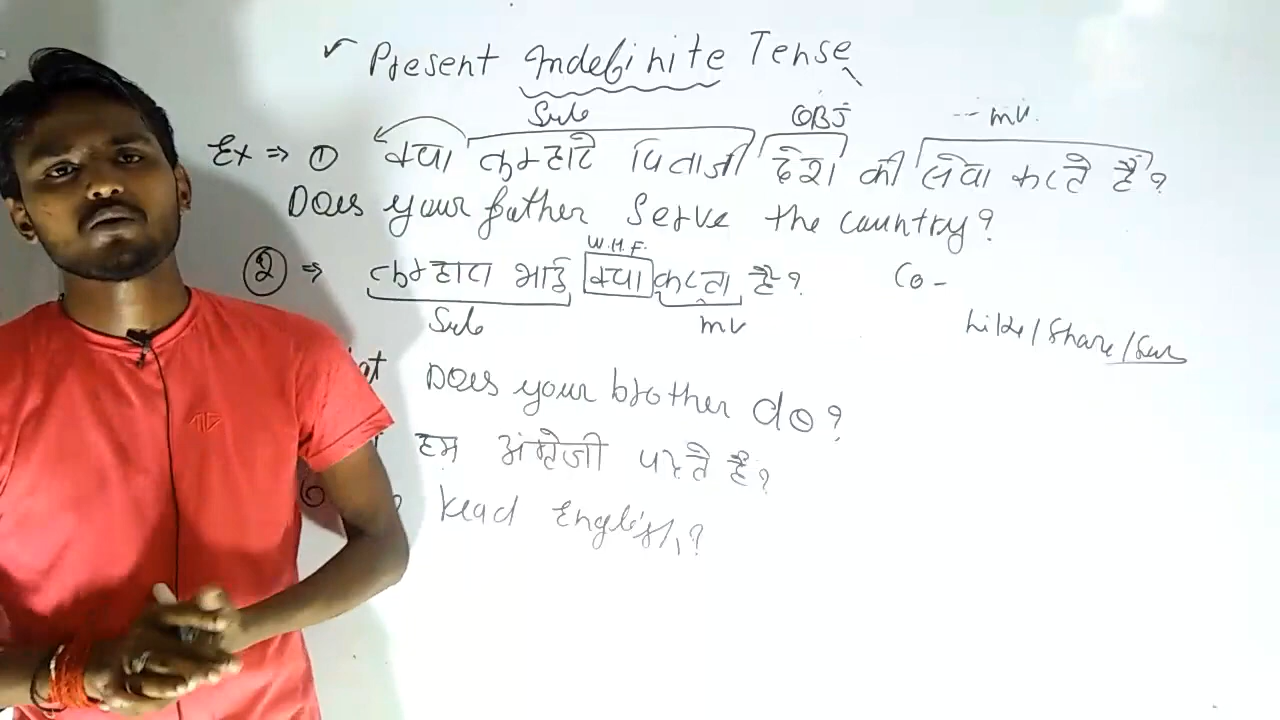 ✓ Present Indefinite Tense
Sub OBJ mv.
Ex ⇒ ① क्या तुम्हारे पिताजी देश की सेवा करते हैं?
Does your father serve the country?
W.H.F.
② ⇒ तुम्हारा भाई क्या करता है?
Sub mv
Co -
Like/Share/Sub
Does your brother do?
हम अंग्रेजी पढ़ते हैं?
Read English?